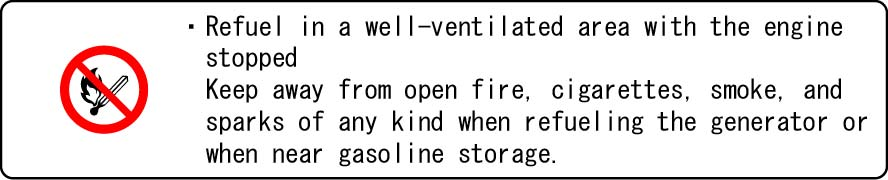 ・Refuel in a well-ventilated area with the engine
stopped
Keep away from open fire, cigarettes, smoke, and
sparks of any kind when refueling the generator or
when near gasoline storage.